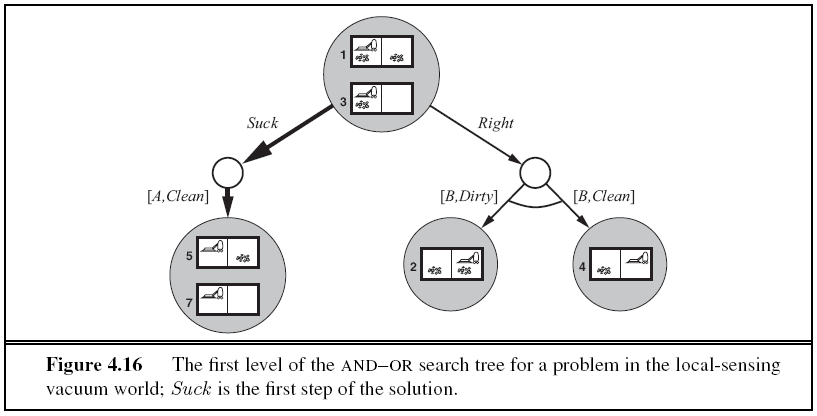 1
3
Suck
Right
[A,Clean]
[B,Dirty]
[B,Clean]
5
7
2
4
Figure 4.16 The first level of the AND–OR search tree for a problem in the local-sensing
vacuum world; Suck is the first step of the solution.